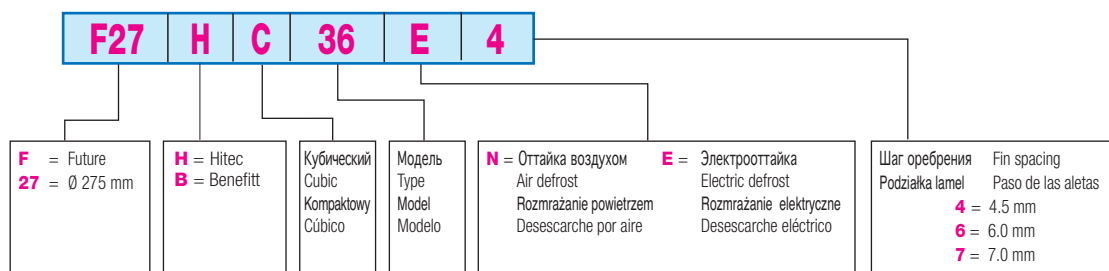 F27 H C 36 E 4
F = Future
27 = Ø 275 mm
H = Hitec
B = Benefitt
Кубический
Cubic
Kompaktowy
Cúbico
Модель
Type
Model
Modelo
N = Оттайка воздухом
Air defrost
Rozmrażanie powietrzem
Desescarche por aire
E = Электрооттайка
Electric defrost
Rozmrażanie elektryczne
Desescarche eléctrico
Шаг оребрения Fin spacing
Podziałka lamel Paso de las aletas
4 = 4.5 mm
6 = 6.0 mm
7 = 7.0 mm